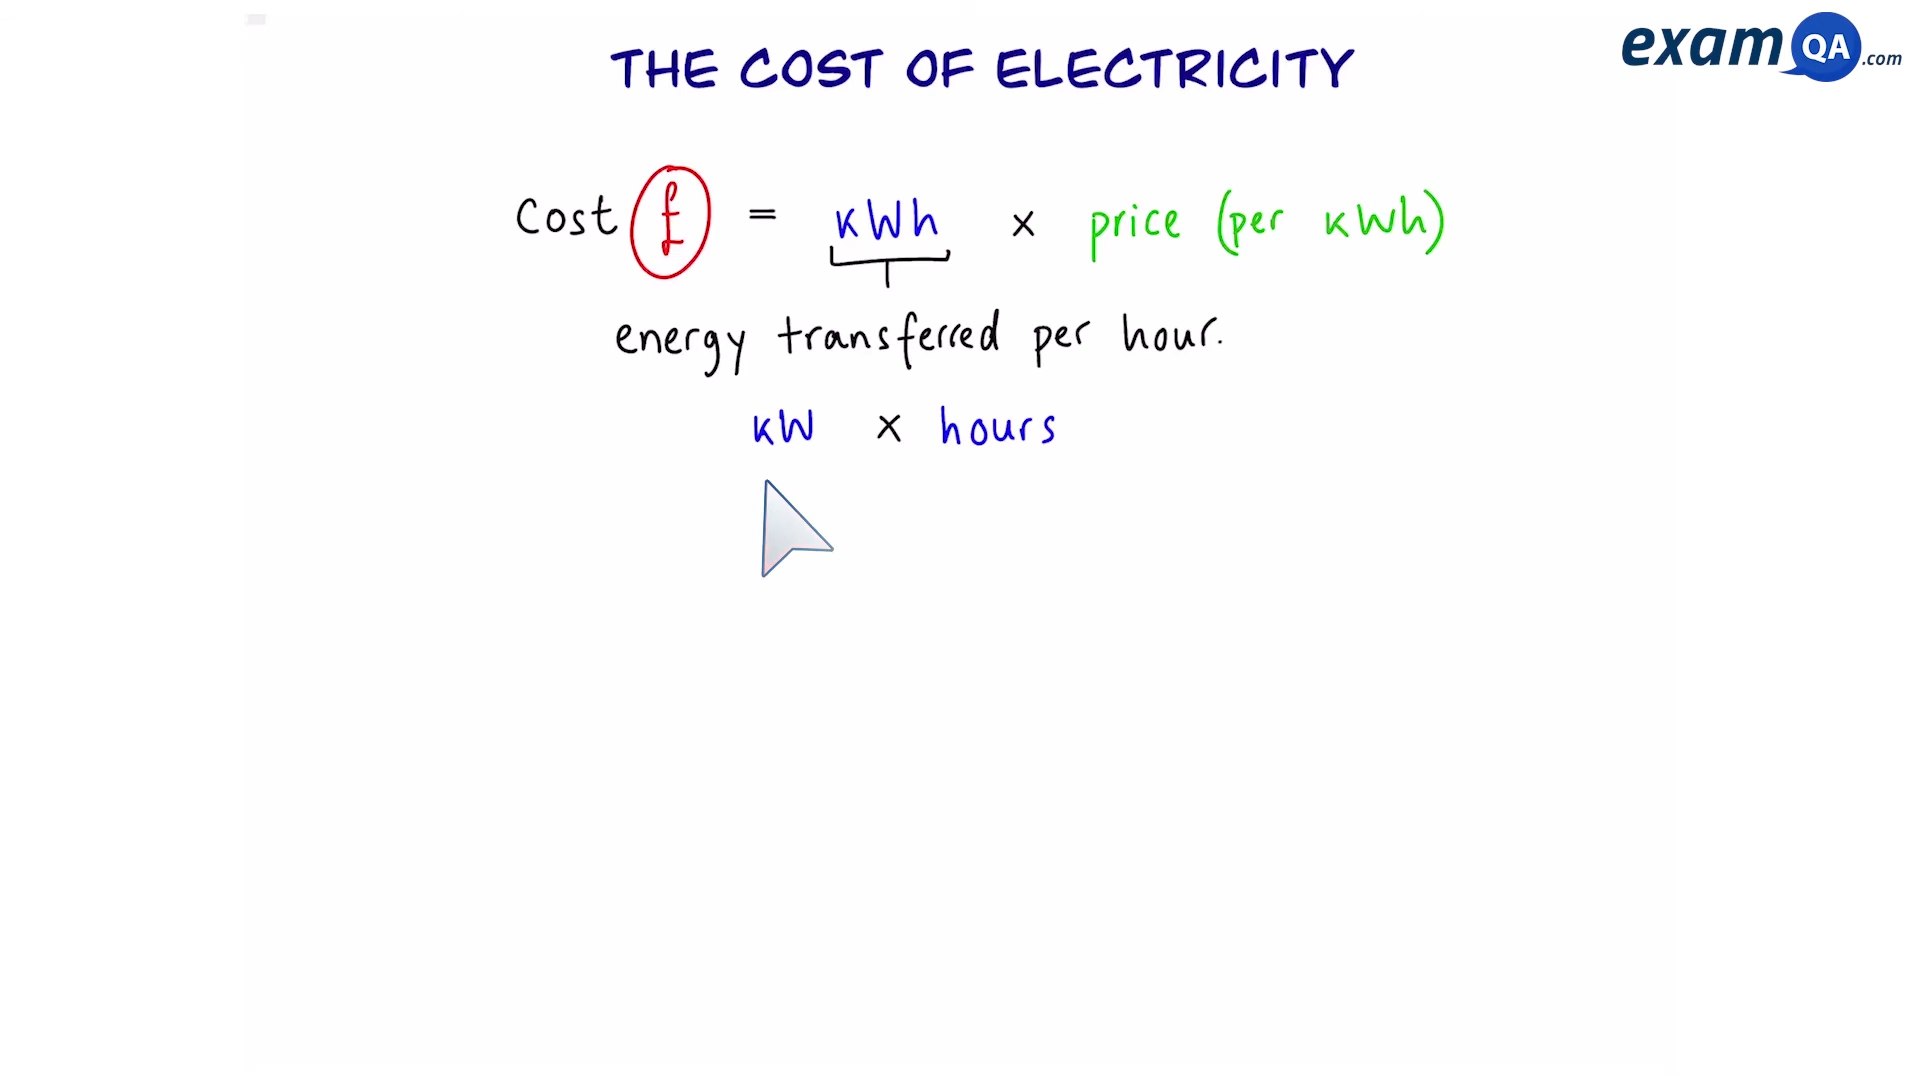 examQA.com
THE COST OF ELECTRICITY
Cost £ = kWh x price (per kWh)
energy transferred per hour.
kW x hours